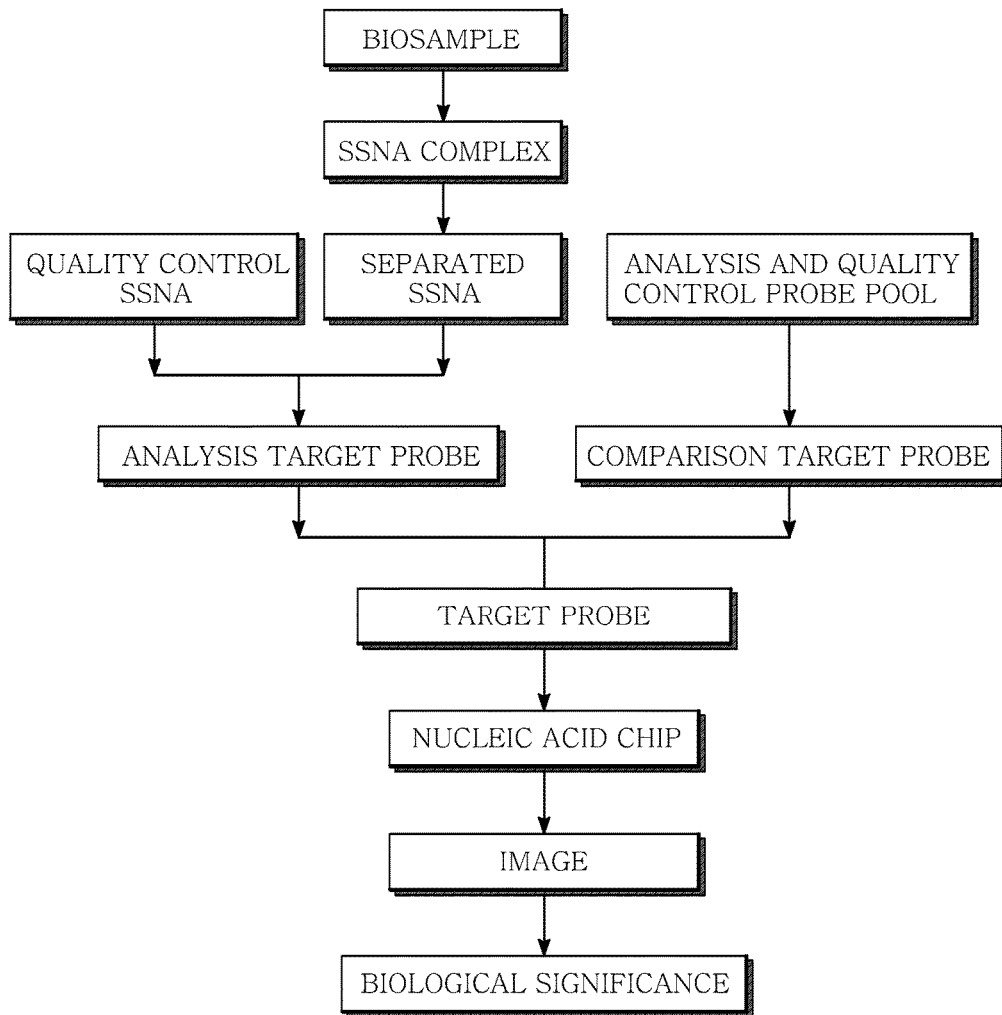 BIOSAMPLE
SSNA COMPLEX
QUALITY CONTROL
SSNA
SEPARATED
SSNA
ANALYSIS AND QUALITY
CONTROL PROBE POOL
ANALYSIS TARGET PROBE
COMPARISON TARGET PROBE
TARGET PROBE
NUCLEIC ACID CHIP
IMAGE
BIOLOGICAL SIGNIFICANCE